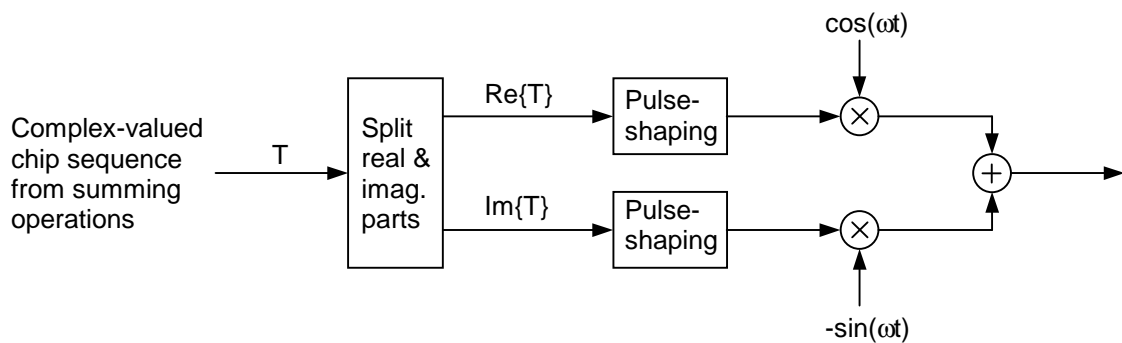 cos(ωt)
Complex-valued
chip sequence
from summing
operations
T
Split
real &
imag.
parts
Re{T}
Pulse-
shaping
Im{T}
Pulse-
shaping
-sin(ωt)